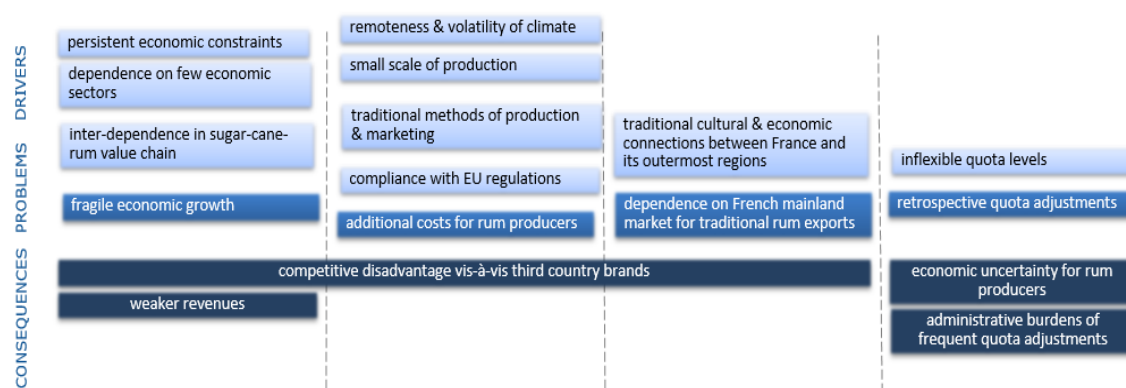 DRIVERS
persistent economic constraints
dependence on few economic
sectors
inter-dependence in sugar-cane-
rum value chain
remoteness & volatility of climate
small scale of production
traditional methods of production
& marketing
compliance with EU regulations
traditional cultural & economic
connections between France and
its outermost regions
inflexible quota levels
PROBLEMS
fragile economic growth
additional costs for rum producers
dependence on French mainland
market for traditional rum exports
retrospective quota adjustments
CONSEQUENCES
competitive disadvantage vis-à-vis third country brands
weaker revenues
economic uncertainty for rum
producers
administrative burdens of
frequent quota adjustments